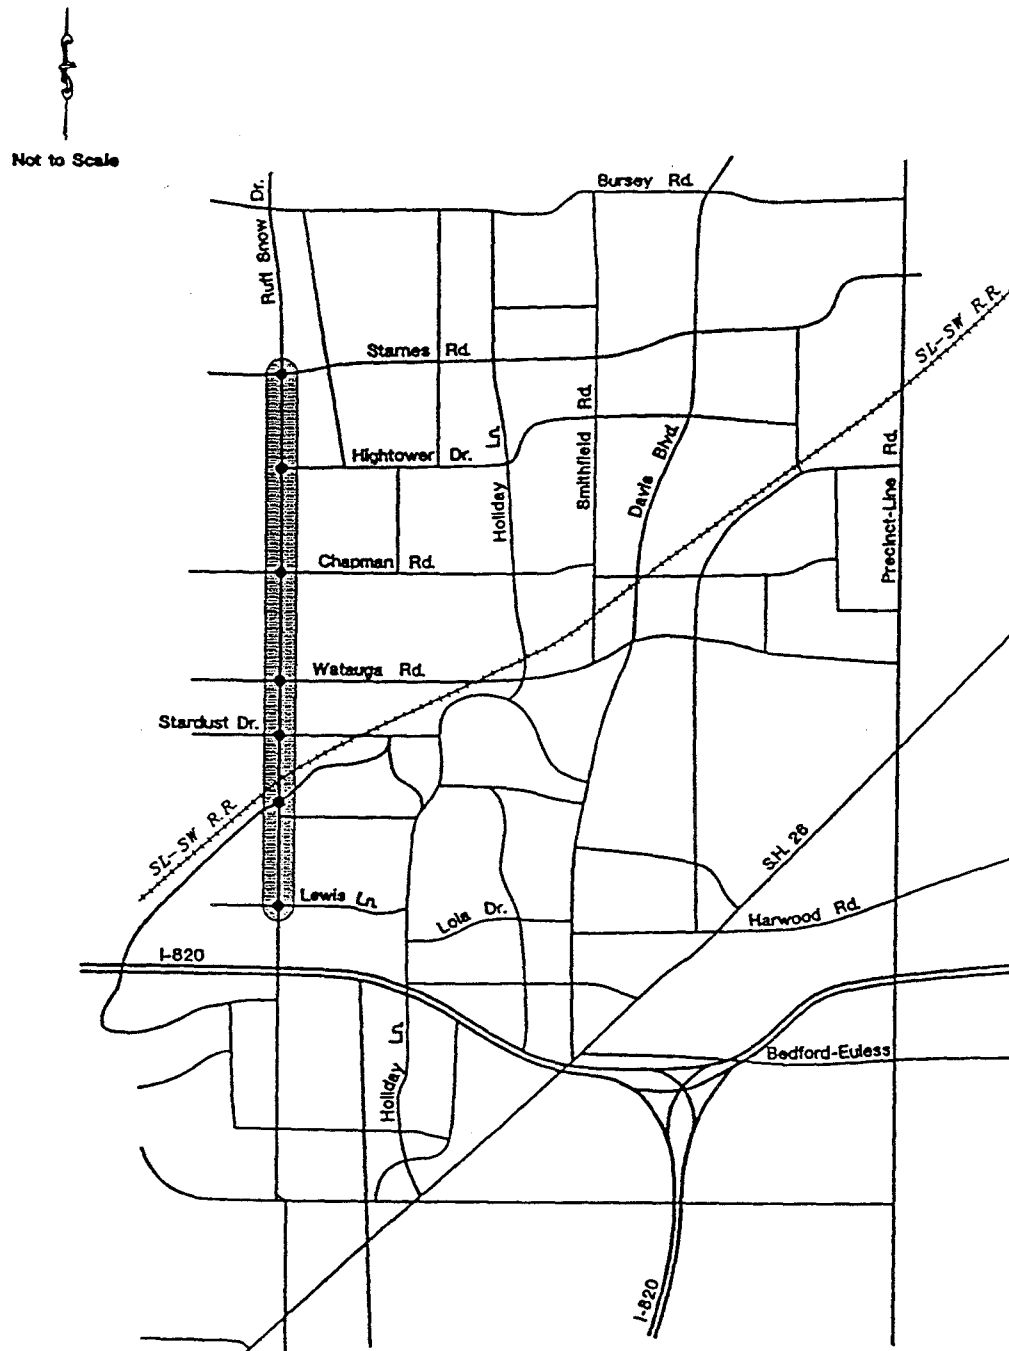 Not to Scale
Bursey Rd.
Ruff Snow Dr.
SL-SW R.R
Starnes Rd.
Smithfield Rd.
Davis Blvd.
Holiday Ln.
Hightower Dr.
Precinct-Line Rd.
Chapman Rd.
Watauga Rd.
Stardust Dr.
SL-SW R.R
S.H. 26
Lewis Ln.
Lola Dr.
Harwood Rd.
I-820
Holiday Ln.
Bedford-Euless
I-820